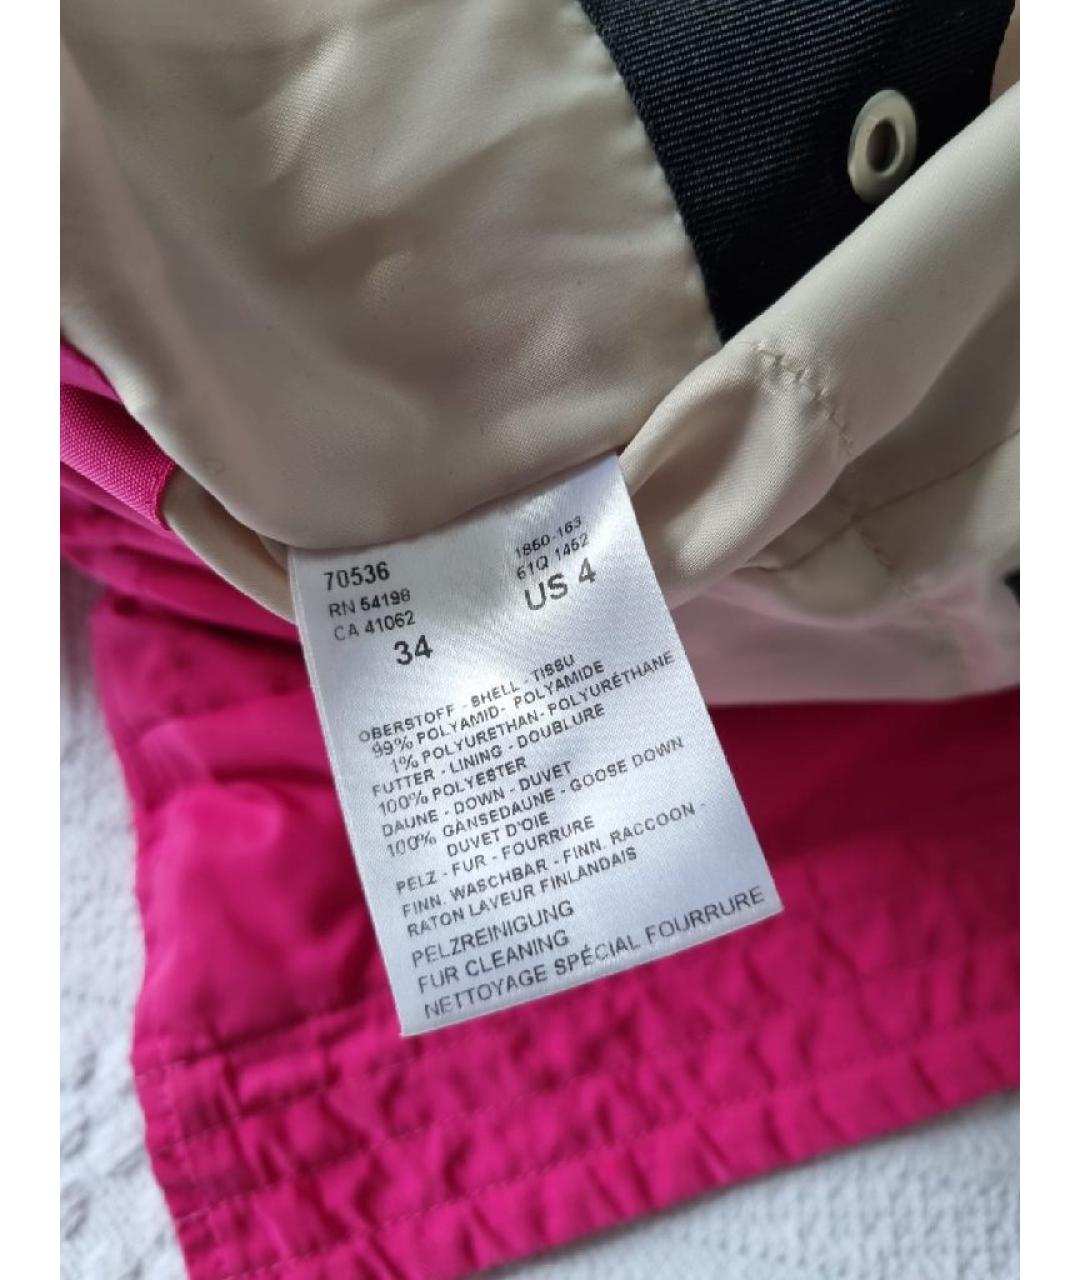 70536
RN 54198
CA 41062
34
1850-163
61Q 1452
US 4
OBERSTOFF - SHELL - TISSU
99% POLYAMID- POLYAMIDE
1% POLYURETHAN- POLYURÉTHANE
FUTTER - LINING - DOUBLURE
100% POLYESTER
DAUNE - DOWN - DUVET
100% GÄNSEDAUNE - GOOSE DOWN
DUVET D'OIE
PELZ - FUR - FOURRURE
FINN. WASCHBAR - FINN. RACCOON -
RATON LAVEUR FINLANDAIS
PELZREINIGUNG
FUR CLEANING
NETTOYAGE SPÉCIAL FOURRURE